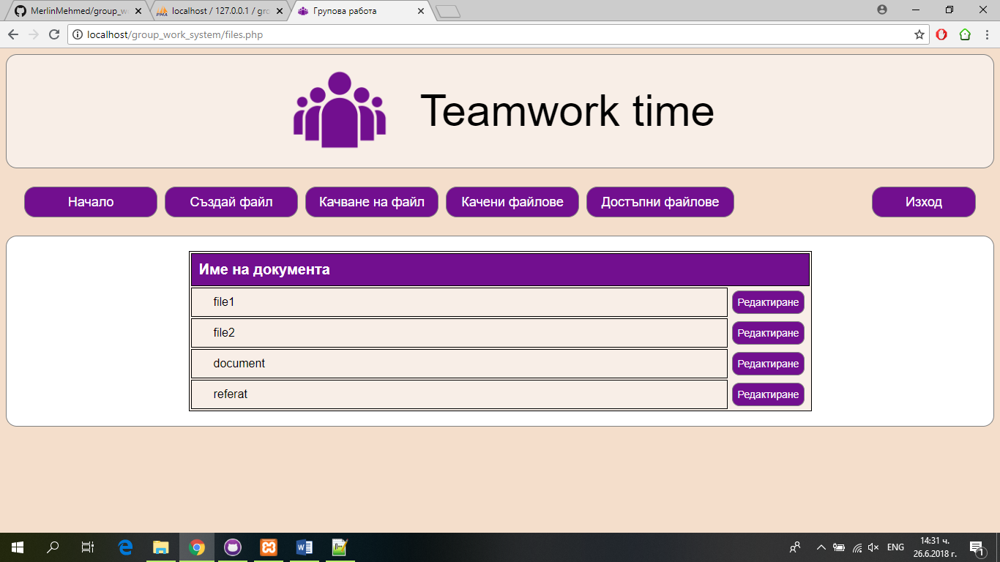 MerlinMehmed/group_w
localhost / 127.0.0.1 / gro
Групова работа
localhost/group_work_system/files.php
Teamwork time
Начало
Създай файл
Качване на файл
Качени файлове
Достъпни файлове
Изход
Име на документа
file1
Редактиране
file2
Редактиране
document
Редактиране
referat
Редактиране
ENG
14:31 ч.
26.6.2018 г.
1